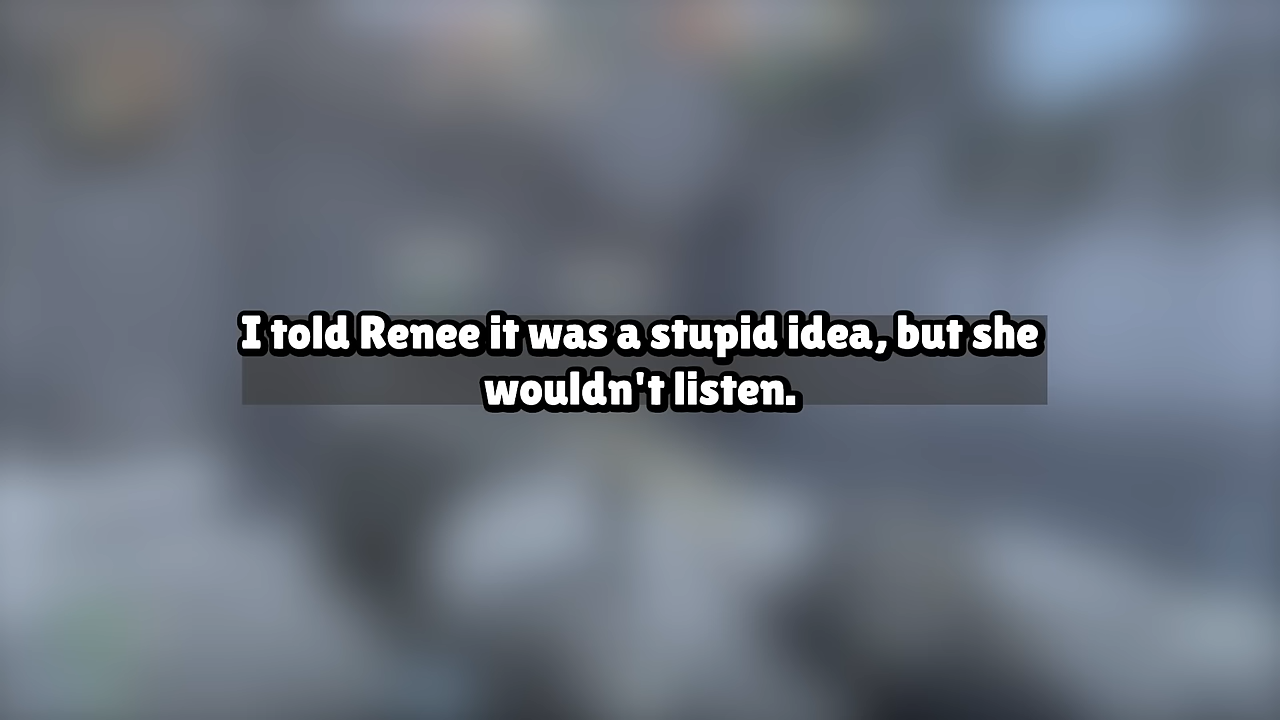 I told Renee it was a stupid idea, but she
wouldn't listen.